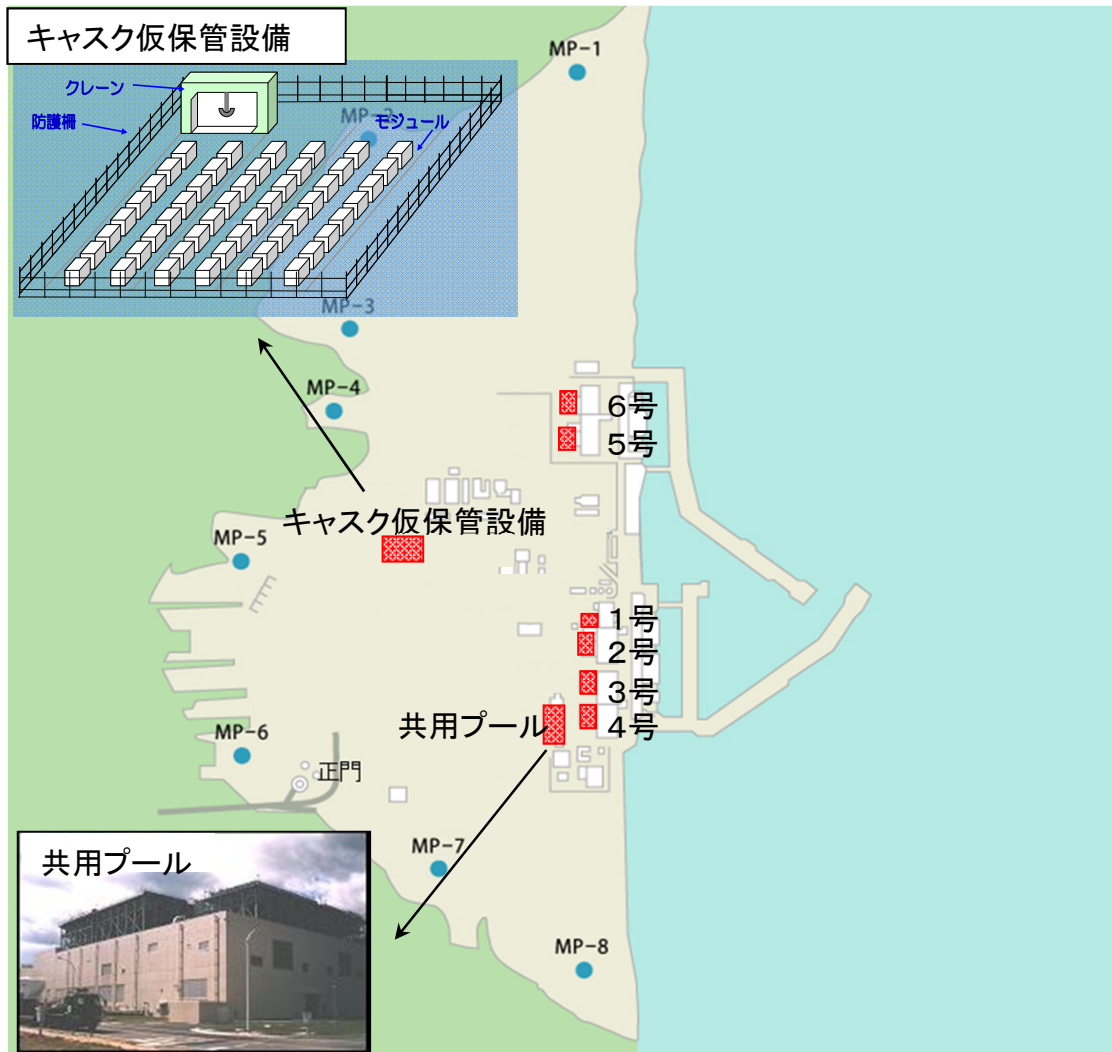 キャスク仮保管設備
クレーン
防護柵
モジュール
MP-1
MP-2
MP-3
MP-4
6号
5号
キャスク仮保管設備
MP-5
1号
2号
3号
共用プール
4号
MP-6
正門
MP-7
共用プール
MP-8